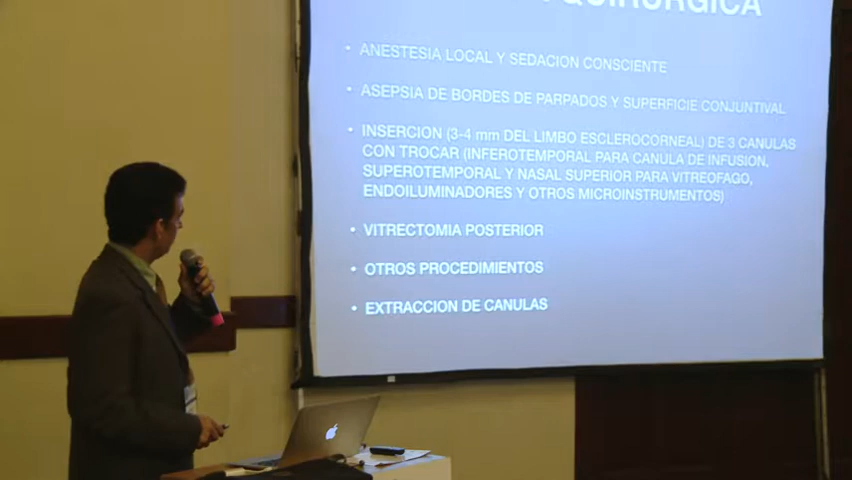 QUIRURGICA
• ANESTESIA LOCAL Y SEDACION CONSCIENTE
• ASEPSIA DE BORDES DE PARPADOS Y SUPERFICIE CONJUNTIVAL
• INSERCION (3-4 mm DEL LIMBO ESCLEROCORNEAL) DE 3 CANULAS
CON TROCAR (INFEROTEMPORAL PARA CANULA DE INFUSION,
SUPEROTEMPORAL Y NASAL SUPERIOR PARA VITREOFAGO,
ENDOILUMINADORES Y OTROS MICROINSTRUMENTOS)
• VITRECTOMIA POSTERIOR
• OTROS PROCEDIMIENTOS
• EXTRACCION DE CANULAS